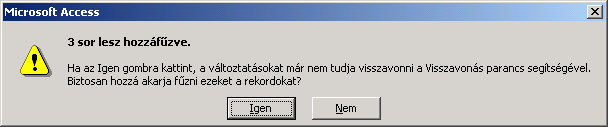 Microsoft Access
3 sor lesz hozzáfűzve.
Ha az Igen gombra kattint, a változtatásokat már nem tudja visszavonni a Visszavonás parancs segítségével.
Biztosan hozzá akarja fűzni ezeket a rekordokat?
Igen
Nem